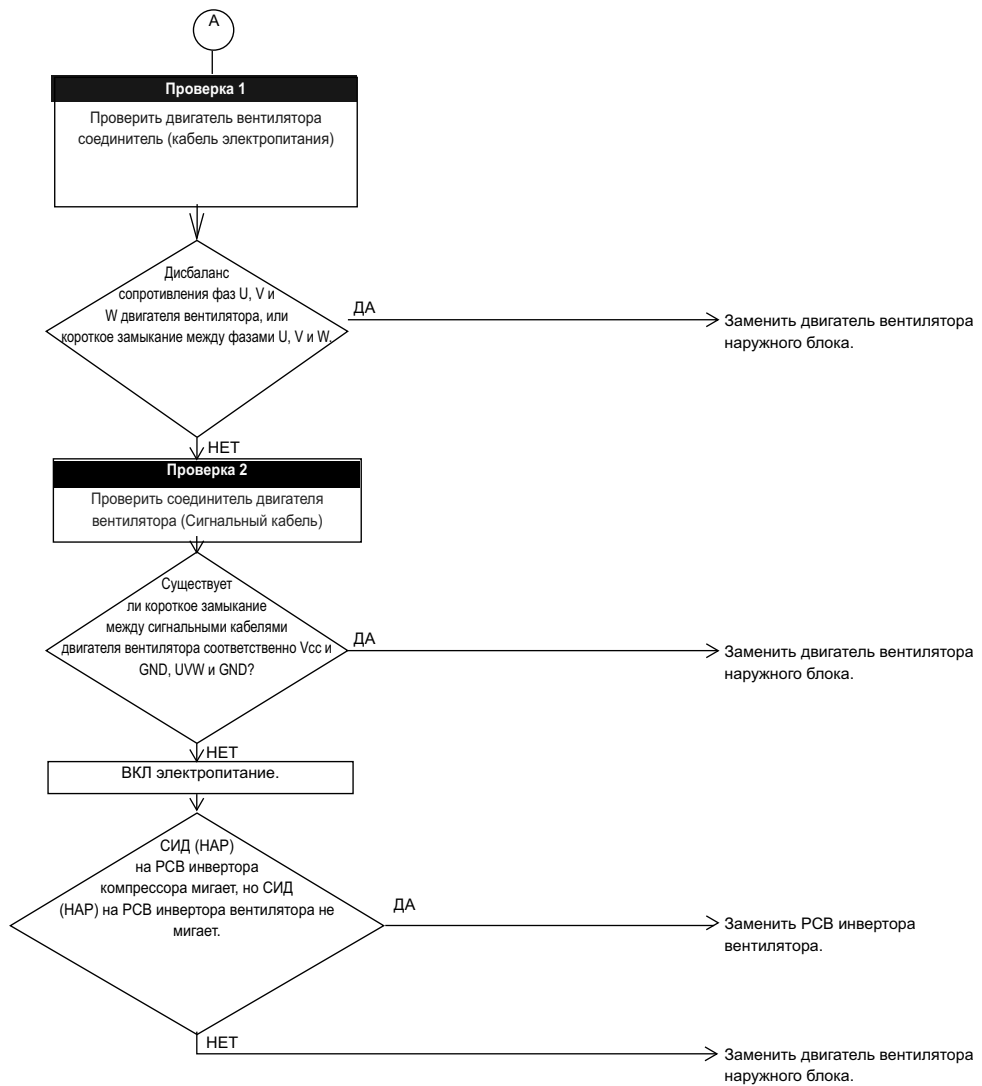 A
Проверка 1
Проверить двигатель вентилятора
соединитель (кабель электропитания)
Дисбаланс
сопротивления фаз U, V и
W двигателя вентилятора, или
короткое замыкание между фазами U, V и W.
ДА
Заменить двигатель вентилятора
наружного блока.
НЕТ
Проверка 2
Проверить соединитель двигателя
вентилятора (Сигнальный кабель)
Существует
ли короткое замыкание
между сигнальными кабелями
двигателя вентилятора соответственно Vcc и
GND, UVW и GND?
ДА
Заменить двигатель вентилятора
наружного блока.
НЕТ
ВКЛ электропитание.
СИД (HAP)
на PCB инвертора
компрессора мигает, но СИД
(HAP) на PCB инвертора вентилятора не
мигает.
ДА
Заменить PCB инвертора
вентилятора.
НЕТ
Заменить двигатель вентилятора
наружного блока.